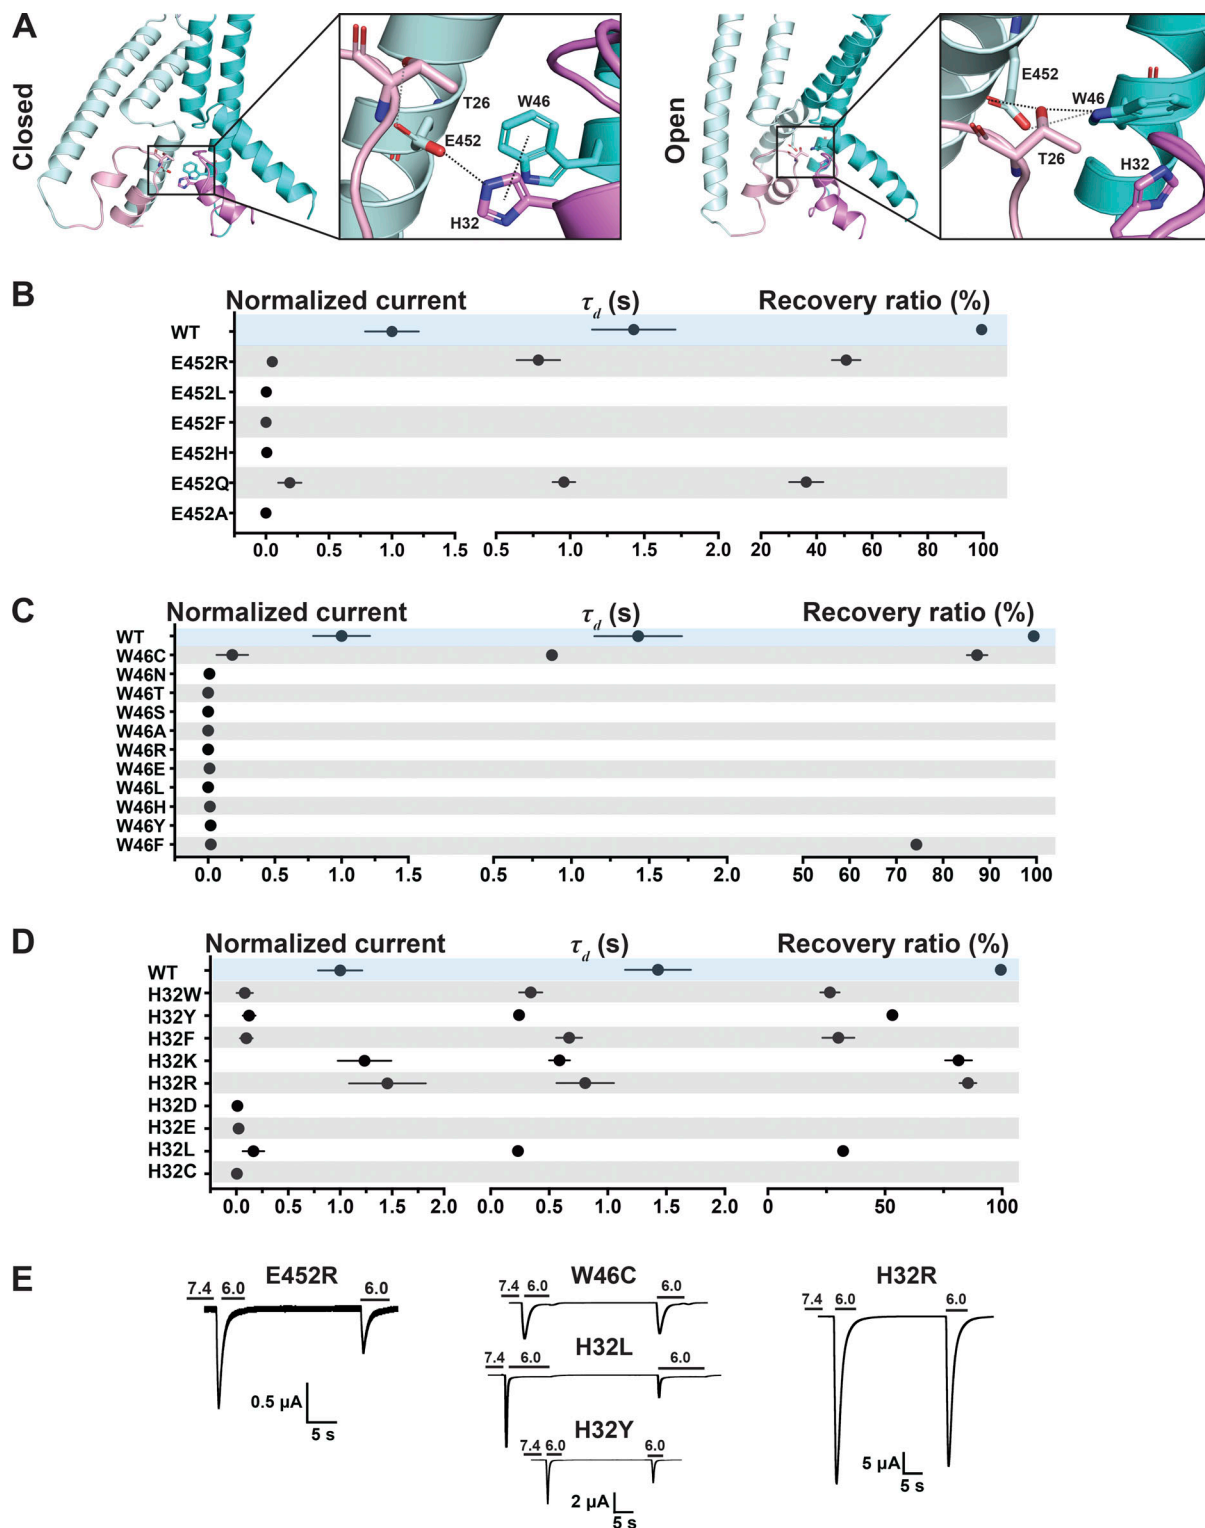 A
Closed
T26
W46
E452
H32
Open
E452
W46
T26
H32
B
Normalized current
τd (s)
Recovery ratio (%)
WT
E452R
E452L
E452F
E452H
E452Q
E452A
0.0 0.5 1.0 1.5
0.5 1.0 1.5 2.0
20 40 60 80 100
C
Normalized current
τd (s)
Recovery ratio (%)
WT
W46C
W46N
W46T
W46S
W46A
W46R
W46E
W46L
W46H
W46Y
W46F
0.0 0.5 1.0 1.5
0.5 1.0 1.5 2.0
50 60 70 80 90 100
D
Normalized current
τd (s)
Recovery ratio (%)
WT
H32W
H32Y
H32F
H32K
H32R
H32D
H32E
H32L
H32C
0.0 0.5 1.0 1.5 2.0
0.0 0.5 1.0 1.5 2.0
0 50 100
E
E452R
7.4 6.0 6.0
0.5 µA
5 s
W46C
7.4 6.0 6.0
H32L
7.4 6.0 6.0
H32Y
7.4 6.0 6.0
2 µA
5 s
H32R
7.4 6.0 6.0
5 µA
5 s